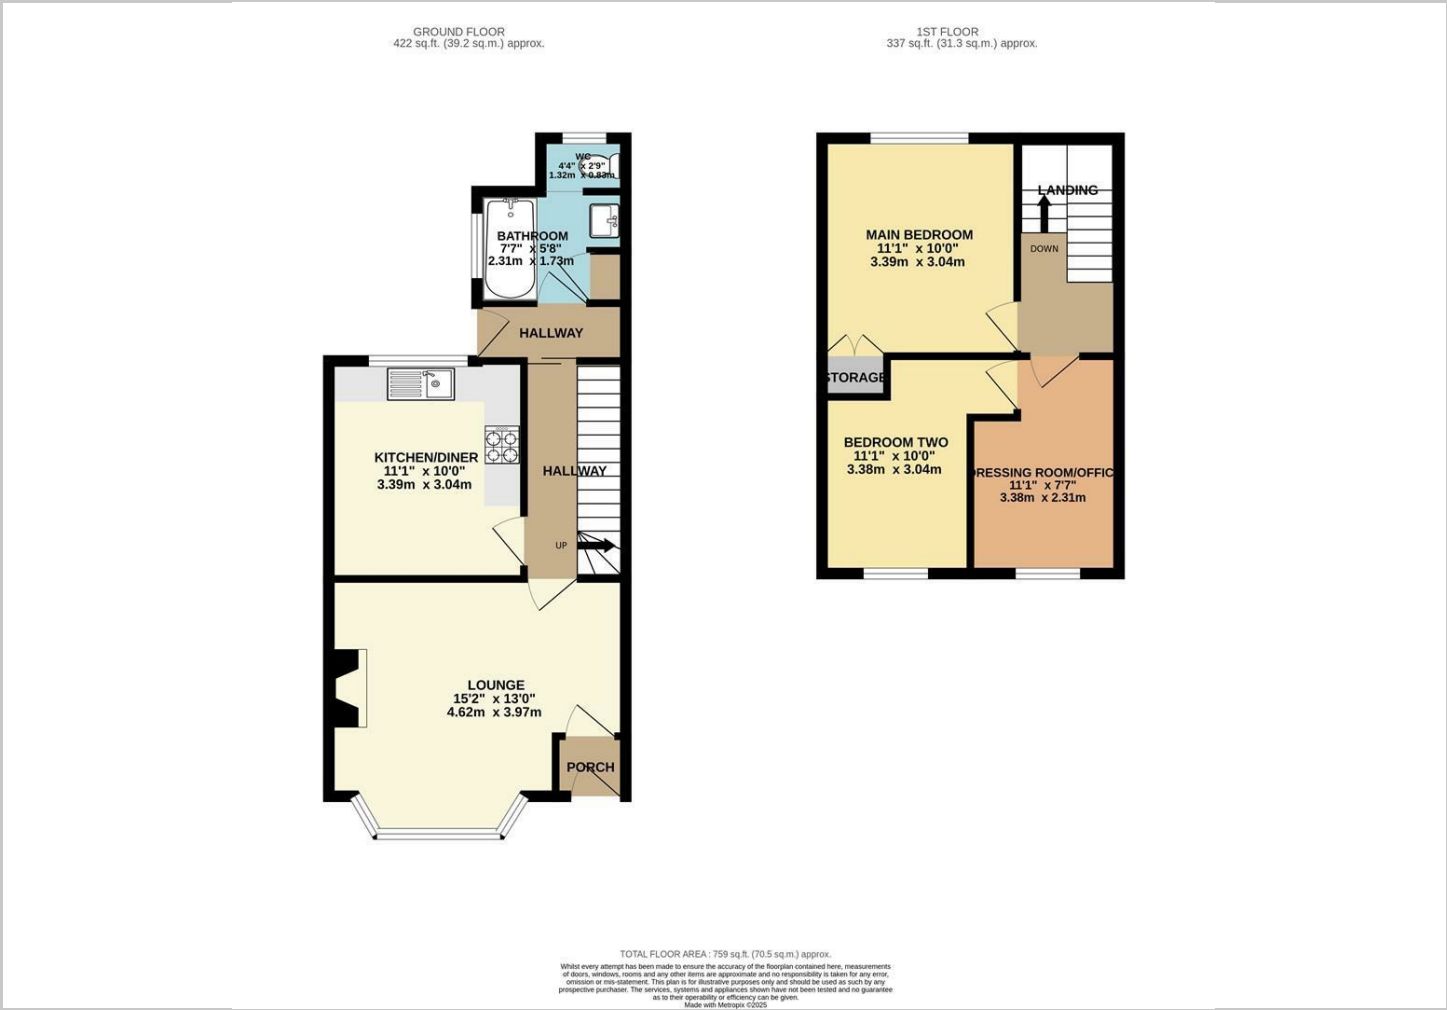 GROUND FLOOR
422 sq.ft. (39.2 sq.m.) approx.
1ST FLOOR
337 sq.ft. (31.3 sq.m.) approx.
WC
4'4" x 2'9"
1.32m x 0.83m
BATHROOM
7'7" x 5'8"
2.31m x 1.73m
HALLWAY
KITCHEN/DINER
11'1" x 10'0"
3.39m x 3.04m
HALLWAY
UP
LOUNGE
15'2" x 13'0"
4.62m x 3.97m
PORCH
MAIN BEDROOM
11'1" x 10'0"
3.39m x 3.04m
LANDING
DOWN
STORAGE
BEDROOM TWO
11'1" x 10'0"
3.38m x 3.04m
DRESSING ROOM/OFFIC
11'1" x 7'7"
3.38m x 2.31m
TOTAL FLOOR AREA : 759 sq.ft. (70.5 sq.m.) approx.
Whilst every attempt has been made to ensure the accuracy of the floorplan contained here, measurements
of doors, windows, rooms and any other items are approximate and no responsibility is taken for any error,
omission or mis-statement. This plan is for illustrative purposes only and should be used as such by any
prospective purchaser. The services, systems and appliances shown have not been tested and no guarantee
as to their operability or efficiency can be given.
Made with Metropix ©2025